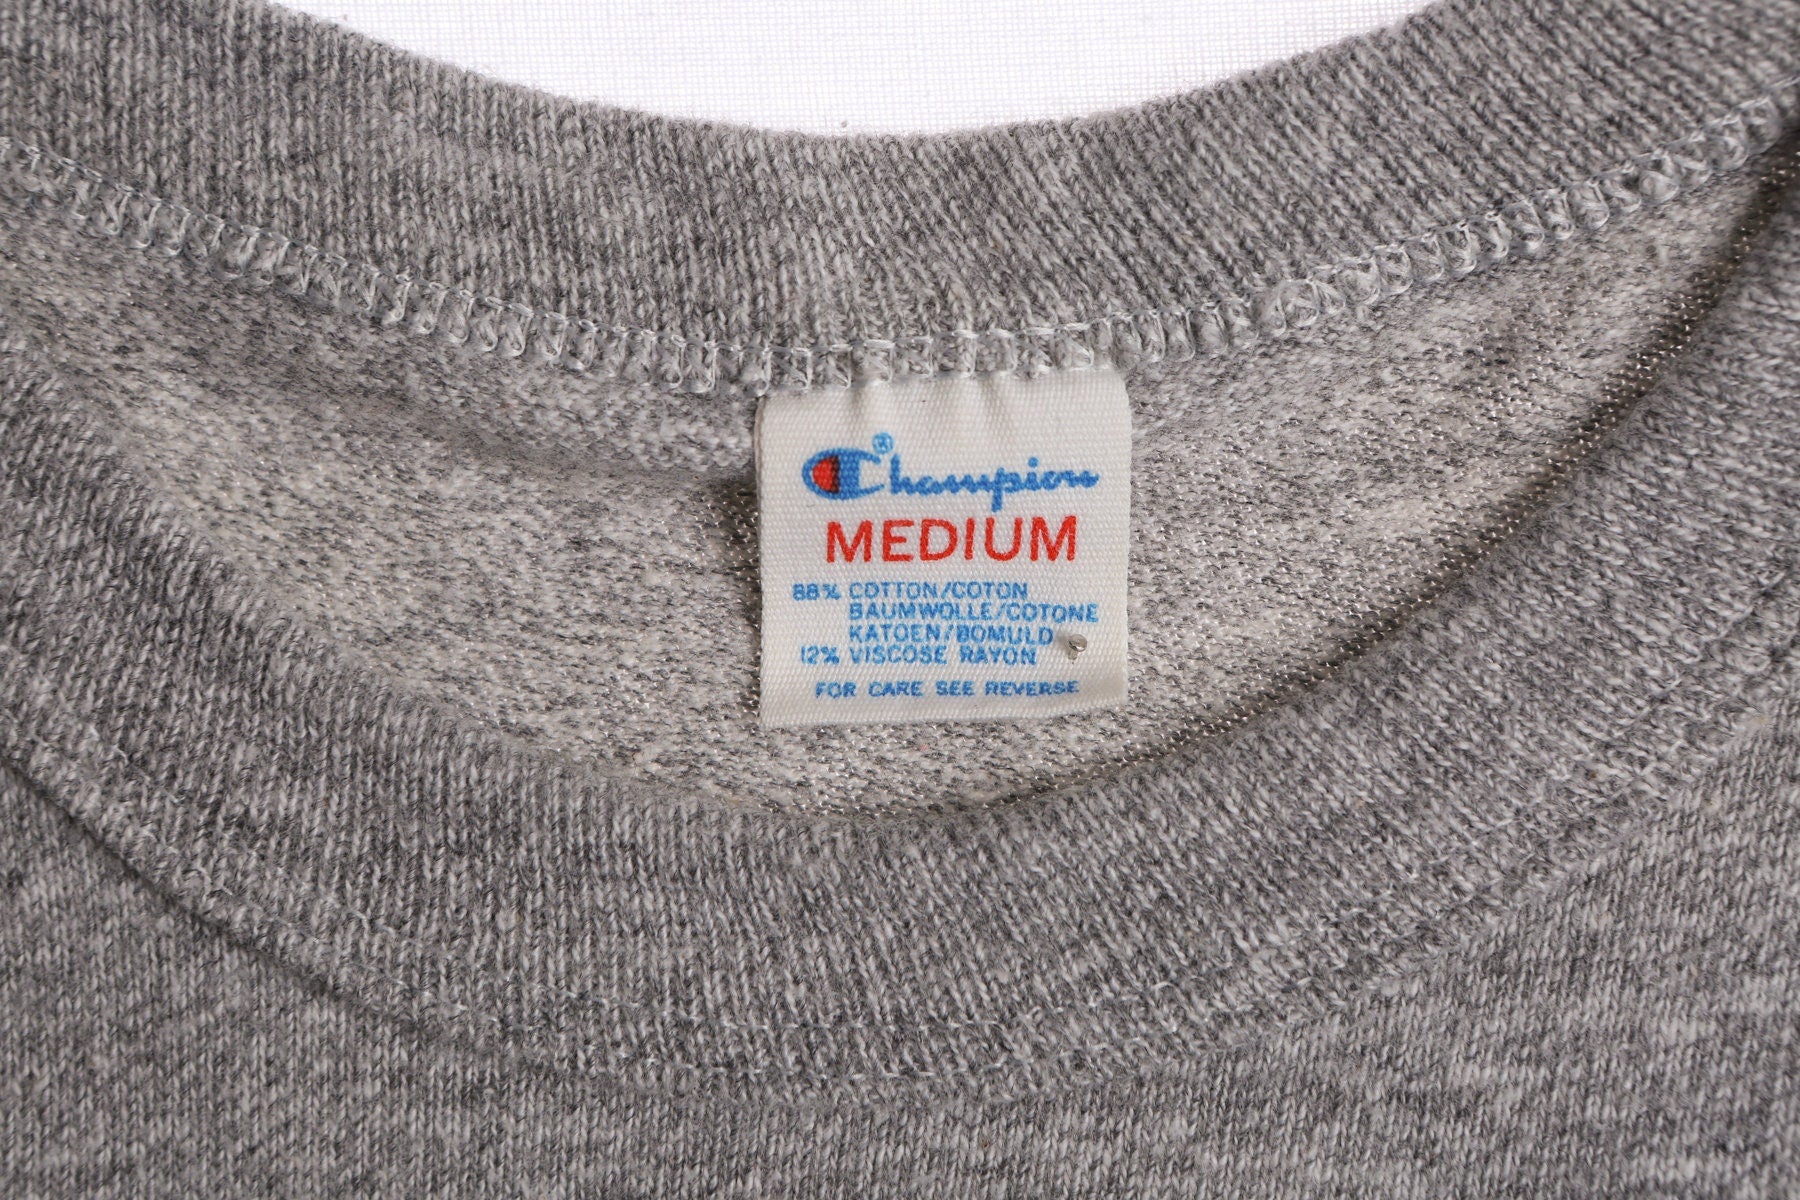 Champion®
MEDIUM
88% COTTON/COTON
BAUMWOLLE/COTONE
KATOEN/BOMULD
12% VISCOSE RAYON
FOR CARE SEE REVERSE